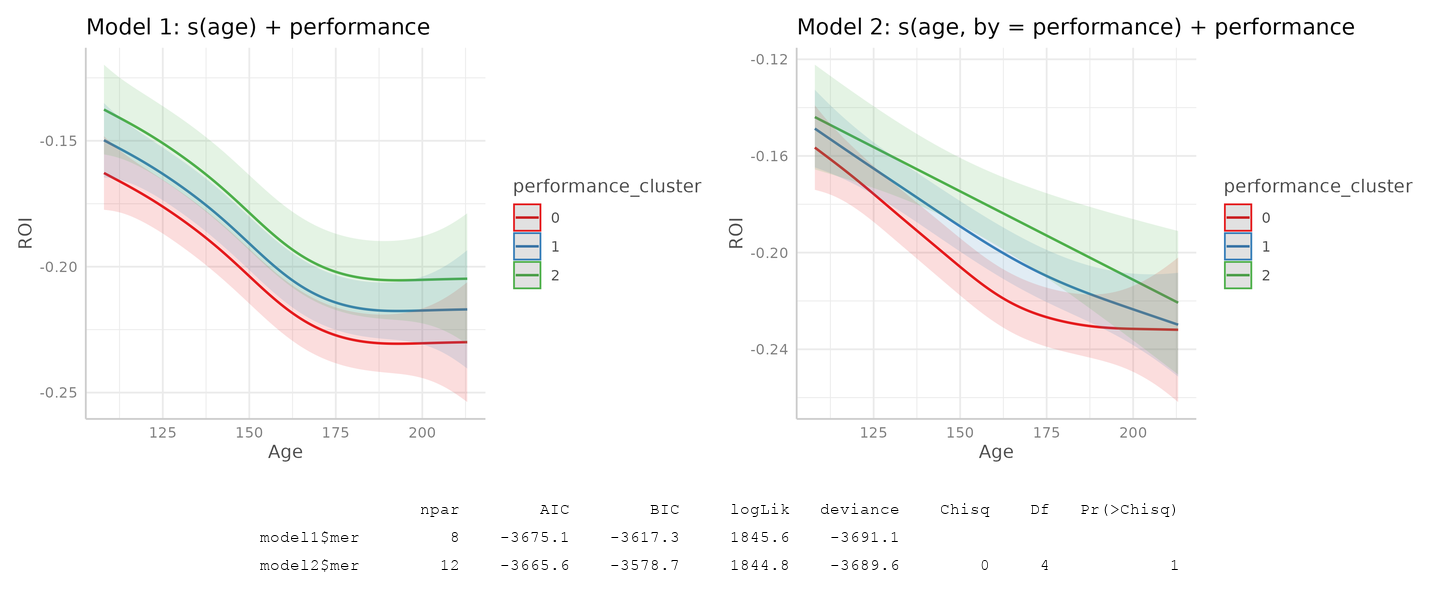 Model 1: s(age) + performance
-0.15
-0.20
-0.25
ROI
125 150 175 200
Age
performance_cluster
0
1
2
Model 2: s(age, by = performance) + performance
-0.12
-0.16
-0.20
-0.24
ROI
125 150 175 200
Age
performance_cluster
0
1
2
npar AIC BIC logLik deviance Chisq Df Pr(>Chisq)
model1$mer 8 -3675.1 -3617.3 1845.6 -3691.1
model2$mer 12 -3665.6 -3578.7 1844.8 -3689.6 0 4 1